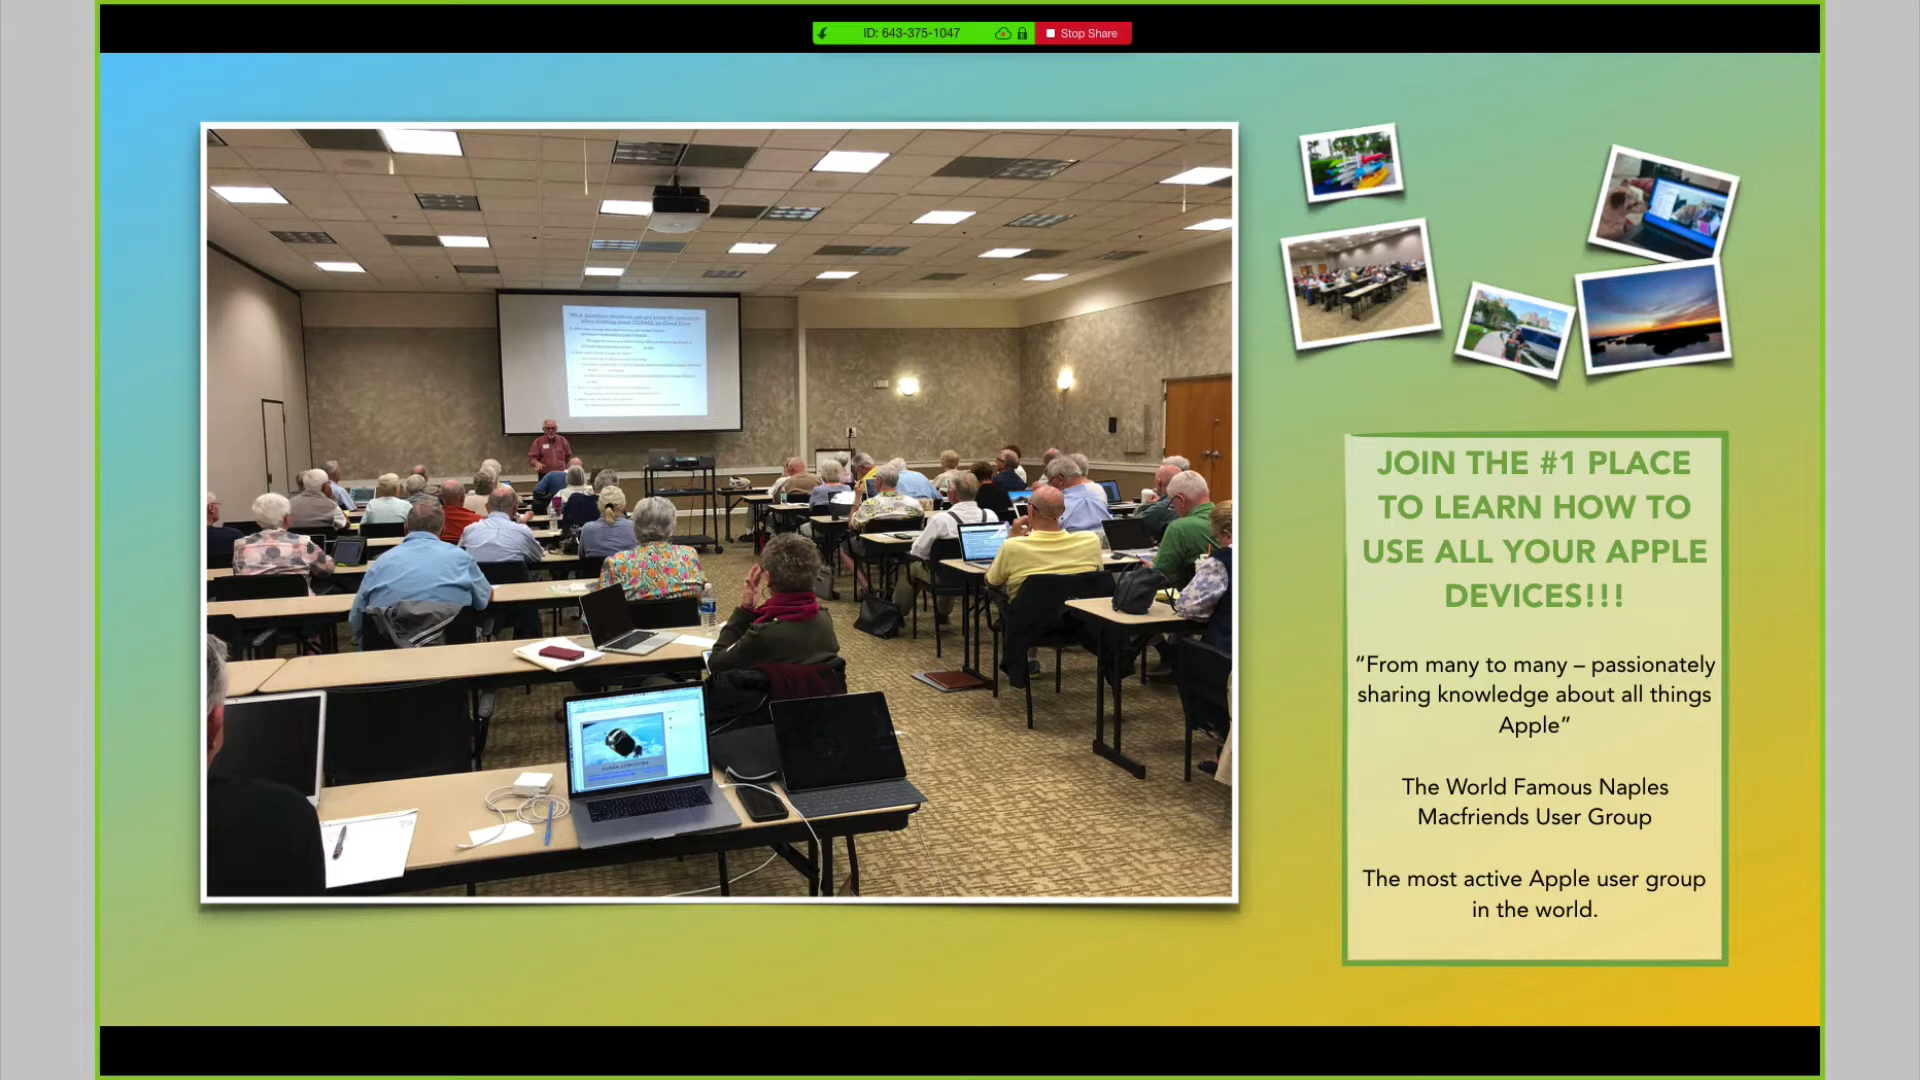 ID: 643-375-1047
Stop Share
JOIN THE #1 PLACE
TO LEARN HOW TO
USE ALL YOUR APPLE
DEVICES!!!
“From many to many – passionately
sharing knowledge about all things
Apple”
The World Famous Naples
Macfriends User Group
The most active Apple user group
in the world.